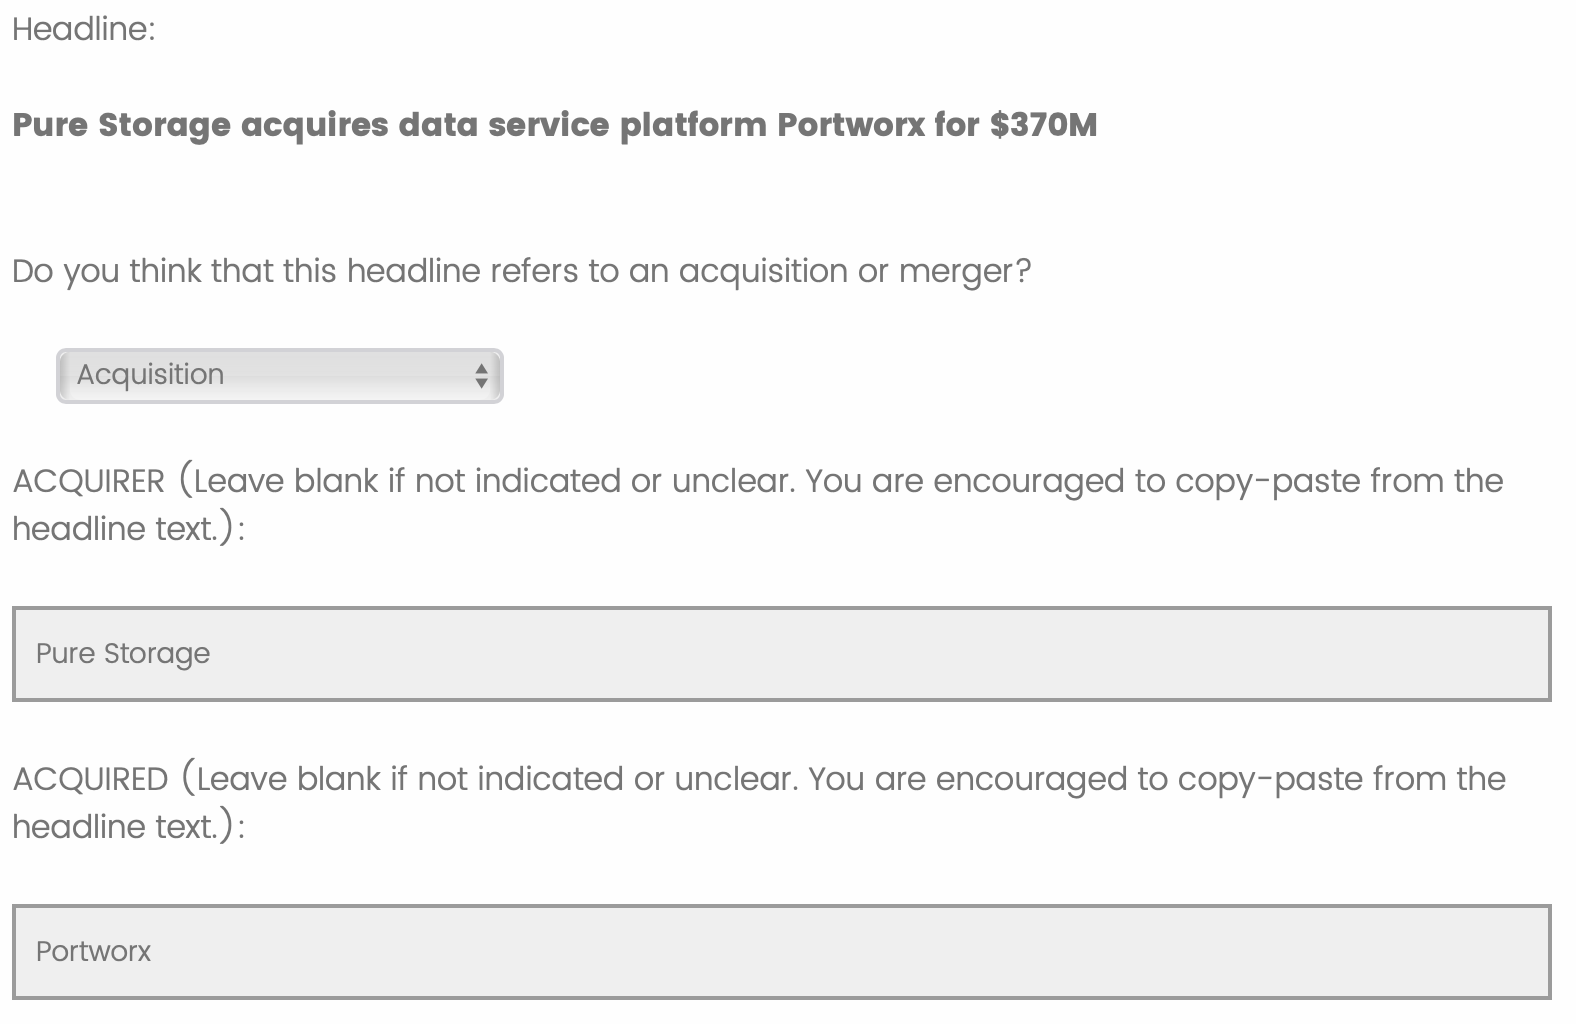 Headline:
Pure Storage acquires data service platform Portworx for $370M
Do you think that this headline refers to an acquisition or merger?
Acquisition
ACQUIRER (Leave blank if not indicated or unclear. You are encouraged to copy-paste from the
headline text.):
Pure Storage
ACQUIRED (Leave blank if not indicated or unclear. You are encouraged to copy-paste from the
headline text.):
Portworx